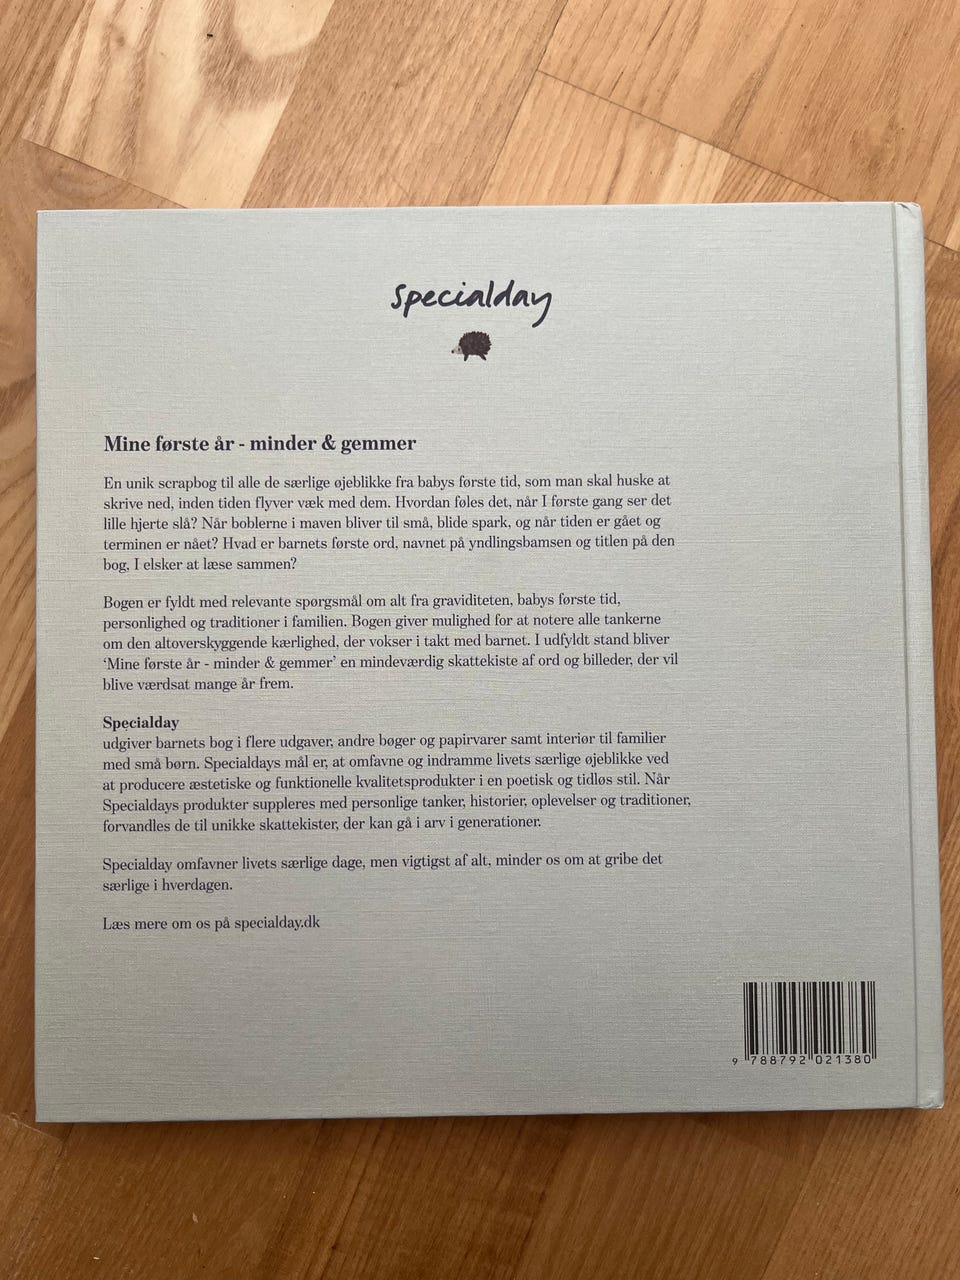 specialday
Mine første år - minder & gemmer
En unik scrapbog til alle de særlige øjeblikke fra babys første tid, som man skal huske at
skrive ned, inden tiden flyver væk med dem. Hvordan føles det, når I første gang ser det
lille hjerte slå? Når boblerne i maven bliver til små, blide spark, og når tiden er gået og
terminen er nået? Hvad er barnets første ord, navnet på yndlingsbamsen og titlen på den
bog, I elsker at læse sammen?
Bogen er fyldt med relevante spørgsmål om alt fra graviditeten, babys første tid,
personlighed og traditioner i familien. Bogen giver mulighed for at notere alle tankerne
om den altoverskyggende kærlighed, der vokser i takt med barnet. I udfyldt stand bliver
‘Mine første år - minder & gemmer’ en mindeværdig skattekiste af ord og billeder, der vil
blive værdsat mange år frem.
Specialday
udgiver barnets bog i flere udgaver, andre bøger og papirvarer samt interiør til familier
med små børn. Specialdays mål er, at omfavne og indramme livets særlige øjeblikke ved
at producere æstetiske og funktionelle kvalitetsprodukter i en poetisk og tidløs stil. Når
Specialdays produkter suppleres med personlige tanker, historier, oplevelser og traditioner,
forvandles de til unikke skattekister, der kan gå i arv i generationer.
Specialday omfavner livets særlige dage, men vigtigst af alt, minder os om at gribe det
særlige i hverdagen.
Læs mere om os på specialday.dk
9 788792 021380